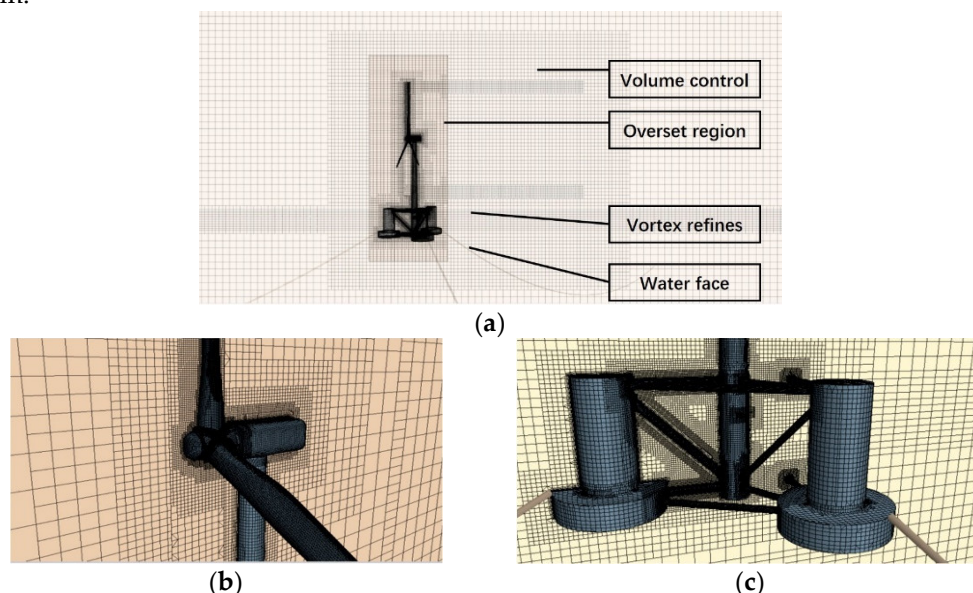 Volume control
Overset region
Vortex refines
Water face
(a)
(b)
(c)